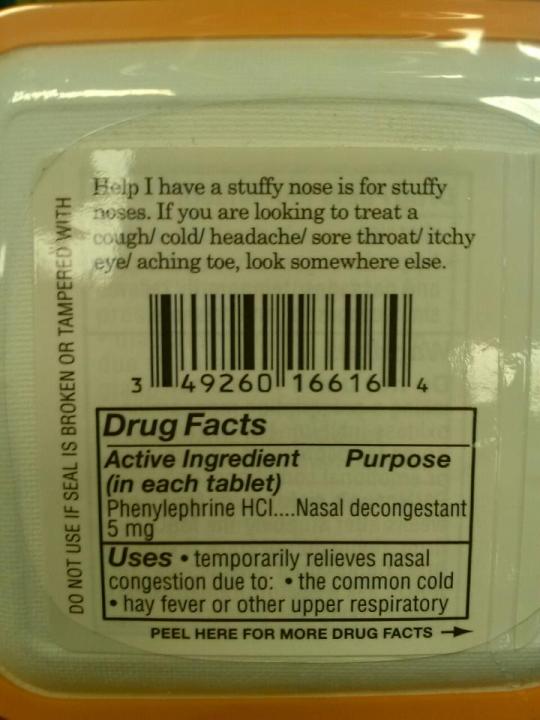 Help I have a stuffy nose is for stuffy
noses. If you are looking to treat a
cough/ cold/ headache/ sore throat/ itchy
eye/ aching toe, look somewhere else.
DO NOT USE IF SEAL IS BROKEN OR TAMPERED WITH
3 49260 16616 4
Drug Facts
Active Ingredient Purpose
(in each tablet)
Phenylephrine HCl....Nasal decongestant
5 mg
Uses • temporarily relieves nasal
congestion due to: • the common cold
• hay fever or other upper respiratory
PEEL HERE FOR MORE DRUG FACTS